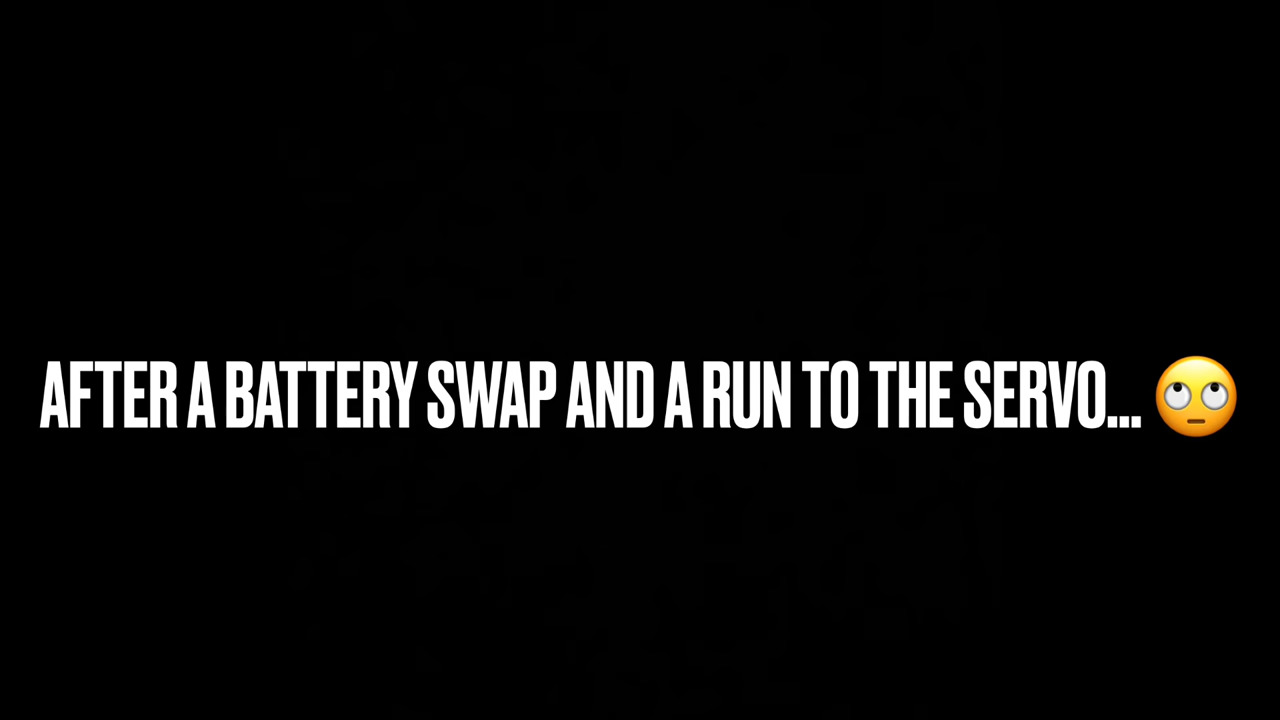 AFTER A BATTERY SWAP AND A RUN TO THE SERVO... 🙄